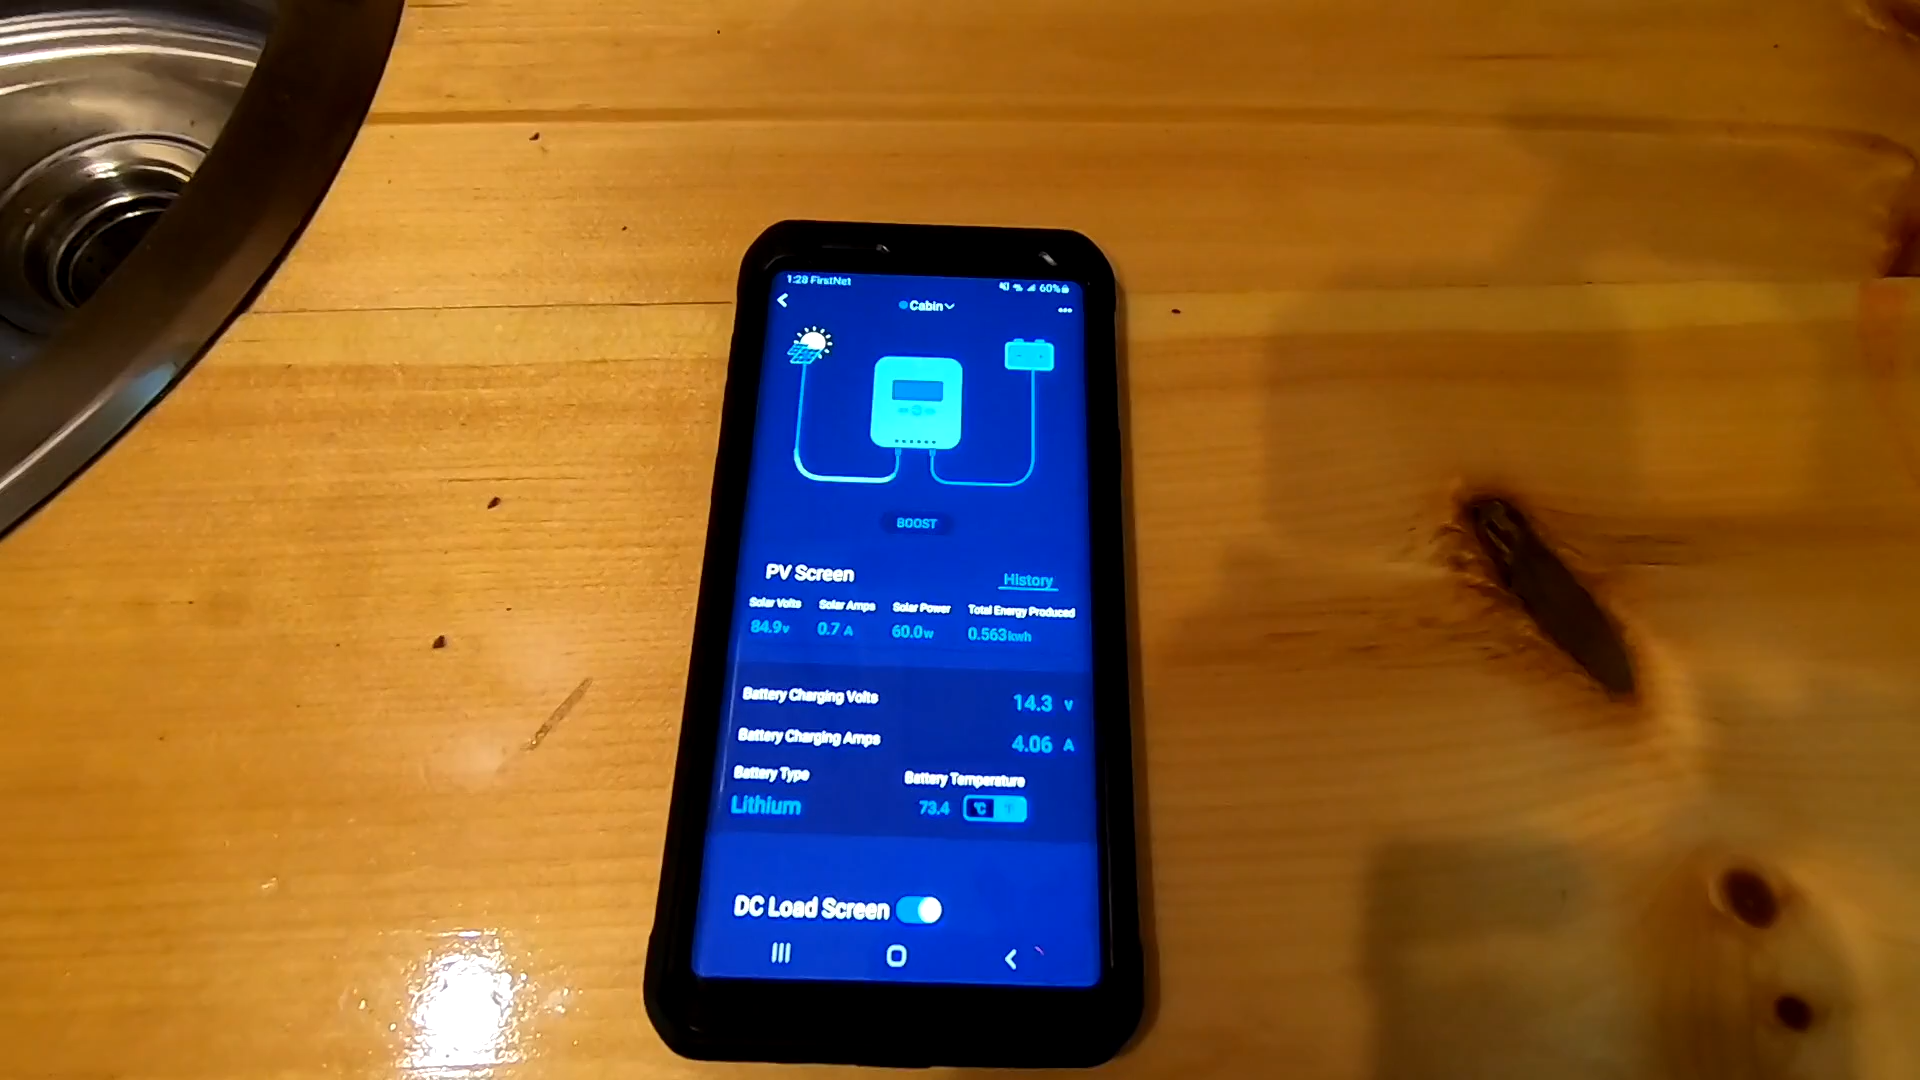 1:28 FirstNet 60%
Cabin
BOOST
PV Screen History
Solar Volts Solar Amps Solar Power Total Energy Produced
84.9v 0.7 A 60.0w 0.563kwh
Battery Charging Volts 14.3 v
Battery Charging Amps 4.06 A
Battery Type Battery Temperature
Lithium 73.4 °C
DC Load Screen